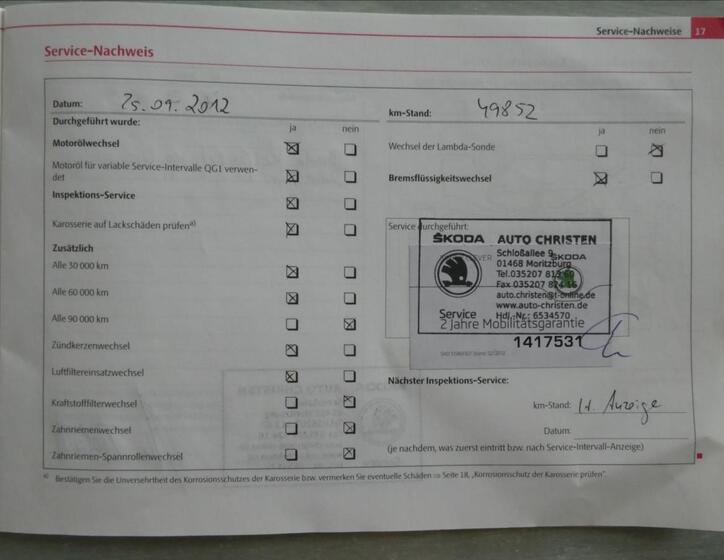 Service-Nachweise 17
Service-Nachweis
Datum: 25.09.2012
km-Stand: 49852
Durchgeführt wurde: ja nein
ja nein
Motorölwechsel
Wechsel der Lambda-Sonde
Motoröl für variable Service-Intervalle QG1 verwen-
det
Bremsflüssigkeitswechsel
Inspektions-Service
Karosserie auf Lackschäden prüfen a)
Service durchgeführt:
ŠKODA AUTO CHRISTEN
Schloßallee 9
ŠKODA
01468 Moritzburg
Tel.035207
Fax 035207
auto.christen@t-online.de
www.auto-christen.de
Service Hdl.-Nr.: 6534570
2 Jahre Mobilitätsgarantie
1417531
Zusätzlich
Alle 30 000 km
Alle 60 000 km
Alle 90 000 km
Zündkerzenwechsel
Luftfiltereinsatzwechsel
Kraftstofffilterwechsel
Zahnriemenwechsel
Zahnriemen-Spannrollenwechsel
Nächster Inspektions-Service:
km-Stand: lt. Anzeige
Datum:
(je nachdem, was zuerst eintritt bzw. nach Service-Intervall-Anzeige)
a) Bestätigen Sie die Unversehrtheit des Korrosionsschutzes der Karosserie bzw. vermerken Sie eventuelle Schäden ⇒ Seite 18, „Korrosionsschutz der Karosserie prüfen".